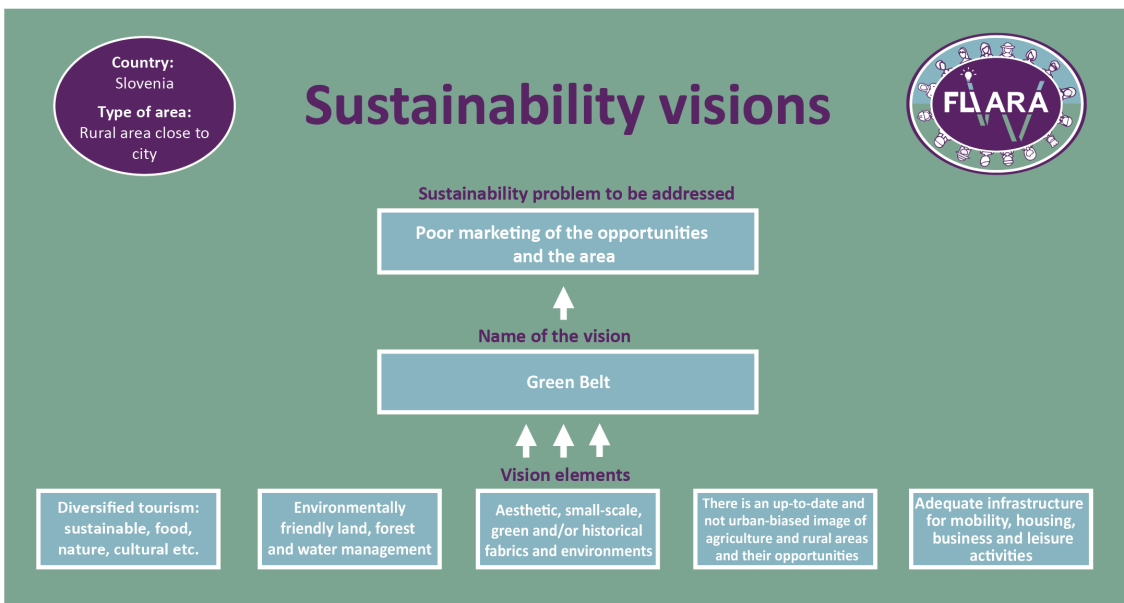 Country:
Slovenia
Type of area:
Rural area close to
city
Sustainability visions
FLIARA
Sustainability problem to be addressed
Poor marketing of the opportunities
and the area
Name of the vision
Green Belt
Vision elements
Diversified tourism:
sustainable, food,
nature, cultural etc.
Environmentally
friendly land, forest
and water management
Aesthetic, small-scale,
green and/or historical
fabrics and environments
There is an up-to-date and
not urban-biased image of
agriculture and rural areas
and their opportunities
Adequate infrastructure
for mobility, housing,
business and leisure
activities